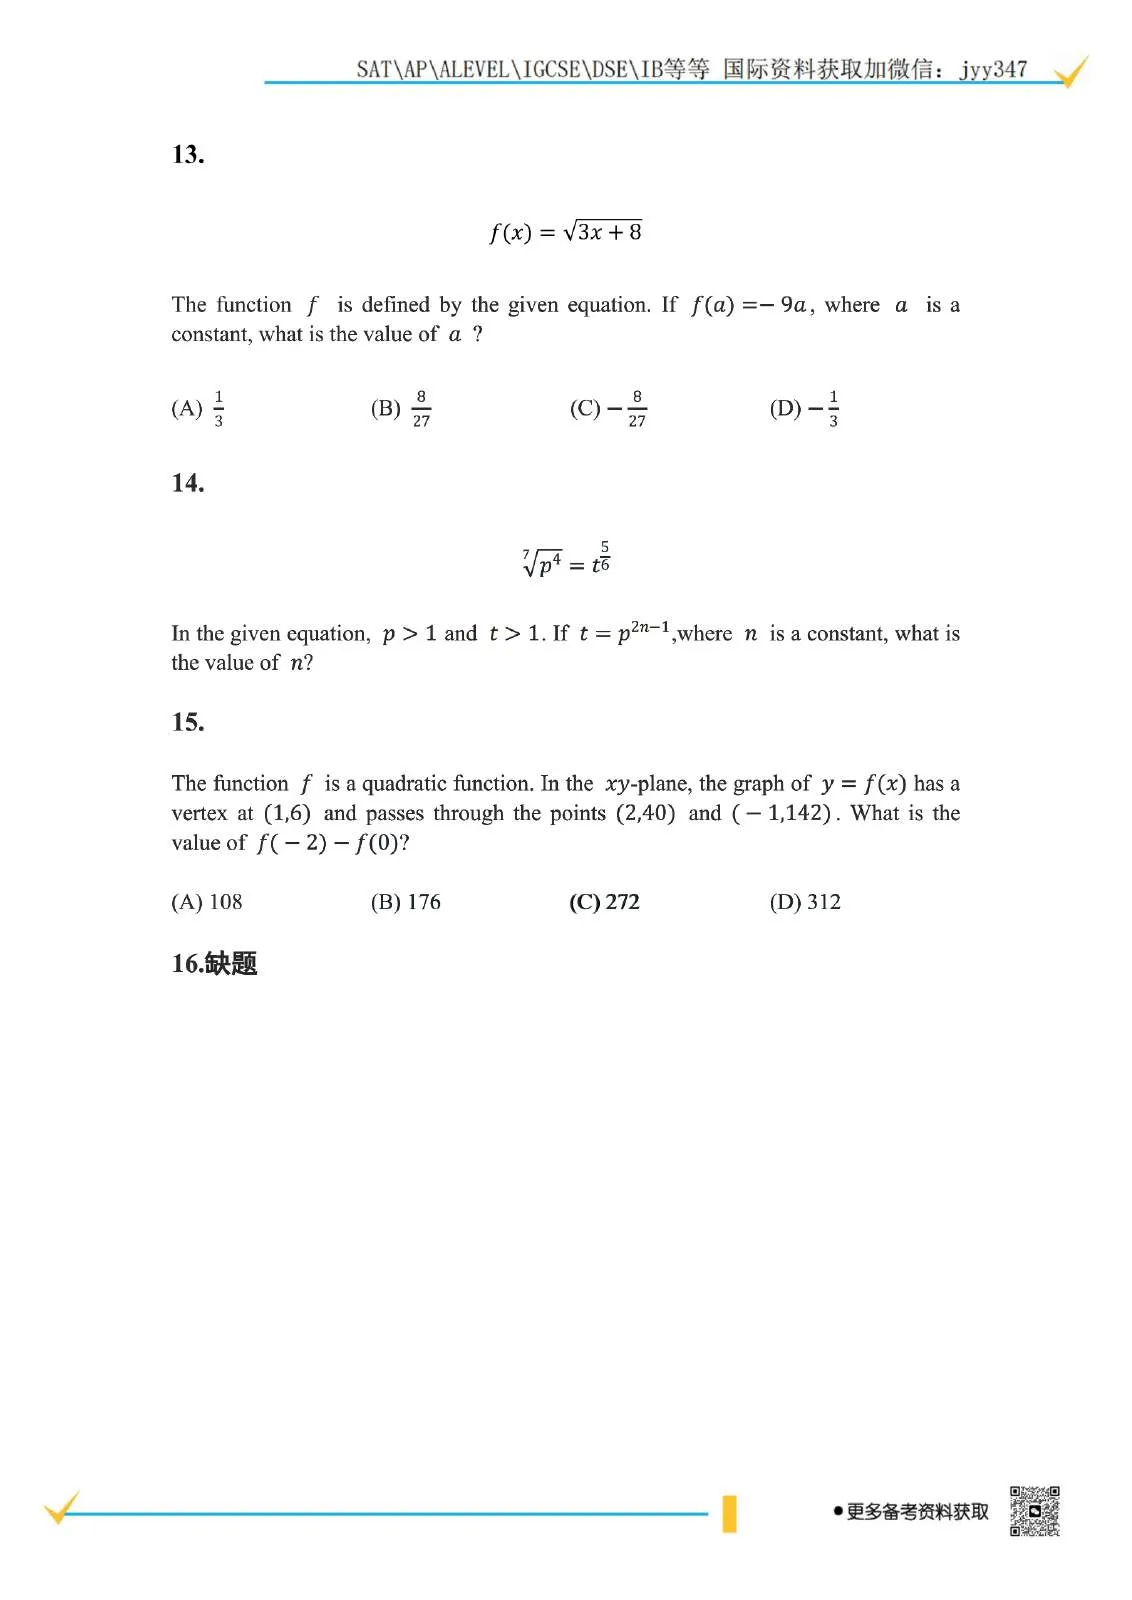 SAT\AP\ALEVEL\IGCSE\DSE\IB等等 国际资料获取加微信: jyy347
13.
f(x) = √(3x + 8)
The function f is defined by the given equation. If f(a) =− 9a, where a is a
constant, what is the value of a ?
(A) 1/3 (B) 8/27 (C) − 8/27 (D) − 1/3
14.
⁷√(p⁴) = t^(5/6)
In the given equation, p > 1 and t > 1. If t = p^(2n−1),where n is a constant, what is
the value of n?
15.
The function f is a quadratic function. In the xy-plane, the graph of y = f(x) has a
vertex at (1,6) and passes through the points (2,40) and ( − 1,142). What is the
value of f( − 2) − f(0)?
(A) 108 (B) 176 (C) 272 (D) 312
16.缺题
●更多备考资料获取